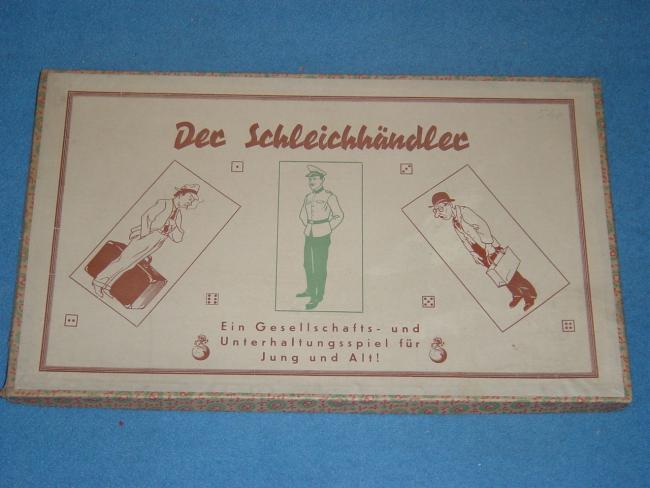 Der Schleichhändler
Ein Gesellschafts- und
Unterhaltungsspiel für
Jung und Alt!